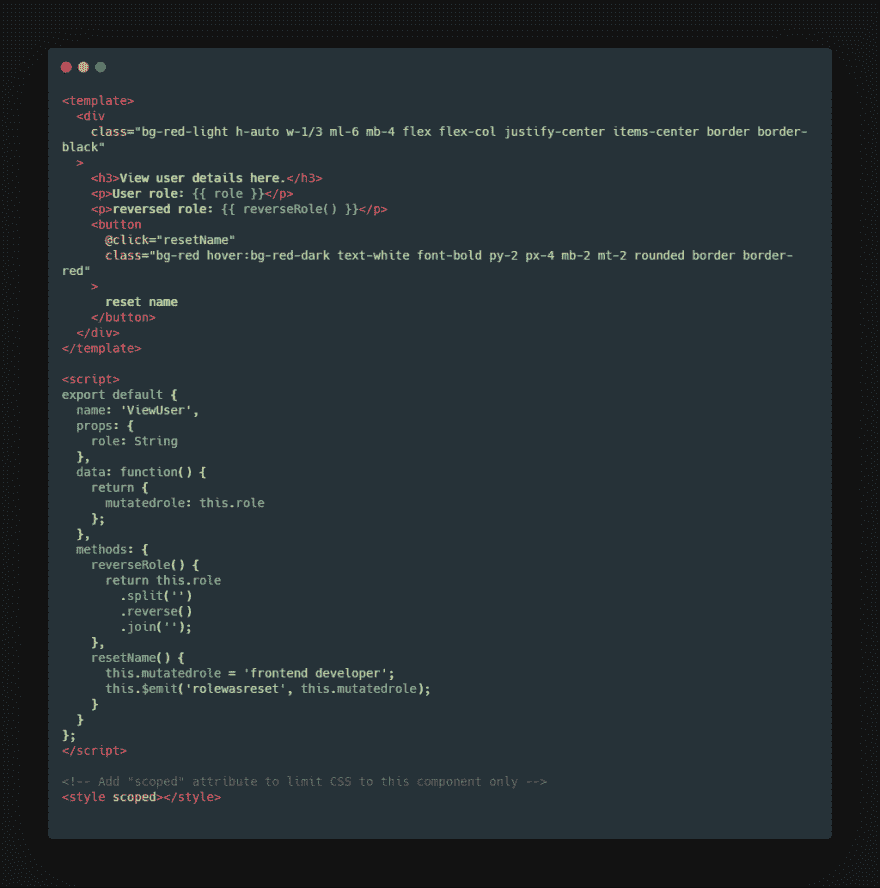 <template>
  <div
    class="bg-red-light h-auto w-1/3 ml-6 mb-4 flex flex-col justify-center items-center border border-
black"
  >
    <h3>View user details here.</h3>
    <p>User role: {{ role }}</p>
    <p>reversed role: {{ reverseRole() }}</p>
    <button
      @click="resetName"
      class="bg-red hover:bg-red-dark text-white font-bold py-2 px-4 mb-2 mt-2 rounded border border-
red"
    >
      reset name
    </button>
  </div>
</template>

<script>
export default {
  name: 'ViewUser',
  props: {
    role: String
  },
  data: function() {
    return {
      mutatedrole: this.role
    };
  },
  methods: {
    reverseRole() {
      return this.role
        .split('')
        .reverse()
        .join('');
    },
    resetName() {
      this.mutatedrole = 'frontend developer';
      this.$emit('rolewasreset', this.mutatedrole);
    }
  }
};
</script>

<!-- Add "scoped" attribute to limit CSS to this component only -->
<style scoped></style>